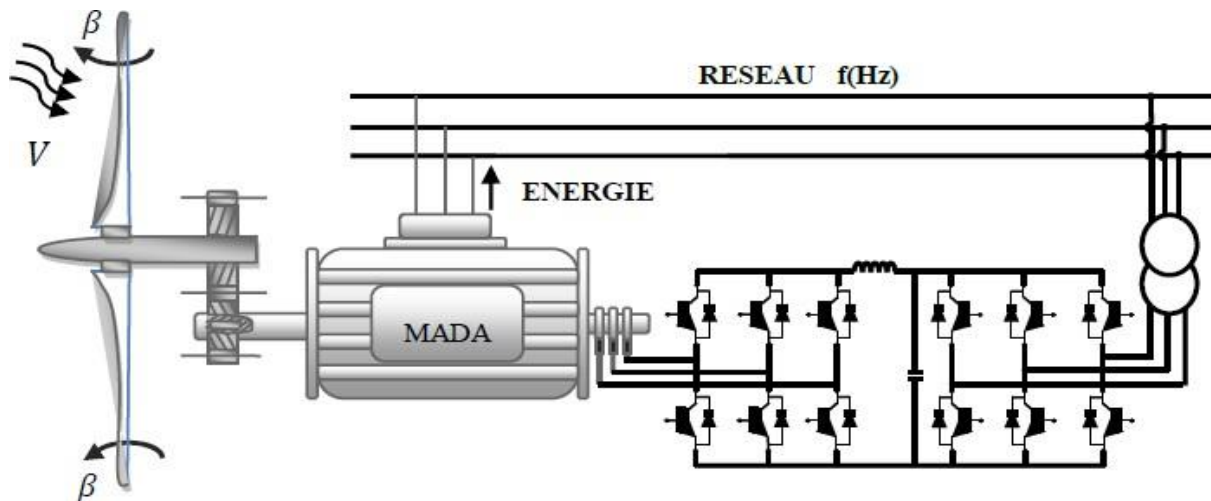 β
RESEAU f(Hz)
V
ENERGIE
MADA
β